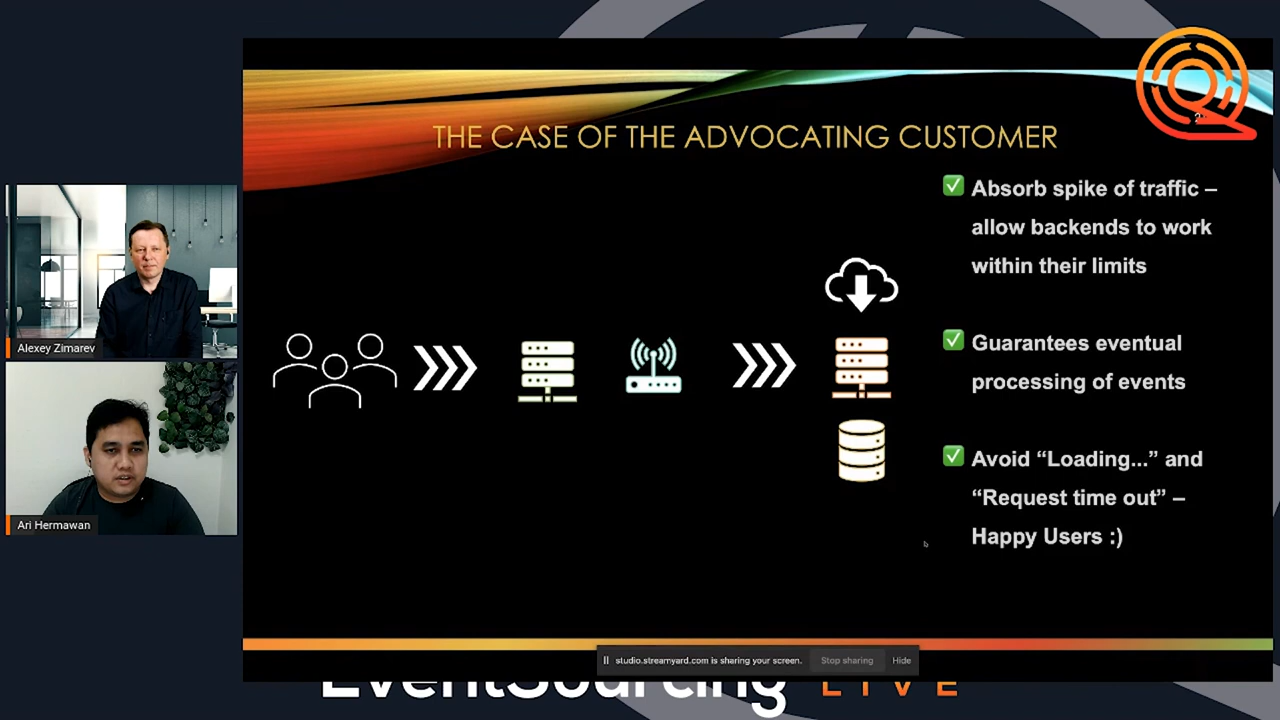 THE CASE OF THE ADVOCATING CUSTOMER
✅ Absorb spike of traffic –
allow backends to work
within their limits
✅ Guarantees eventual
processing of events
✅ Avoid “Loading...” and
“Request time out” –
Happy Users :)
Alexey Zimarev
Ari Hermawan
studio.streamyard.com is sharing your screen.
Stop sharing
Hide
EventSourcing
LIVE